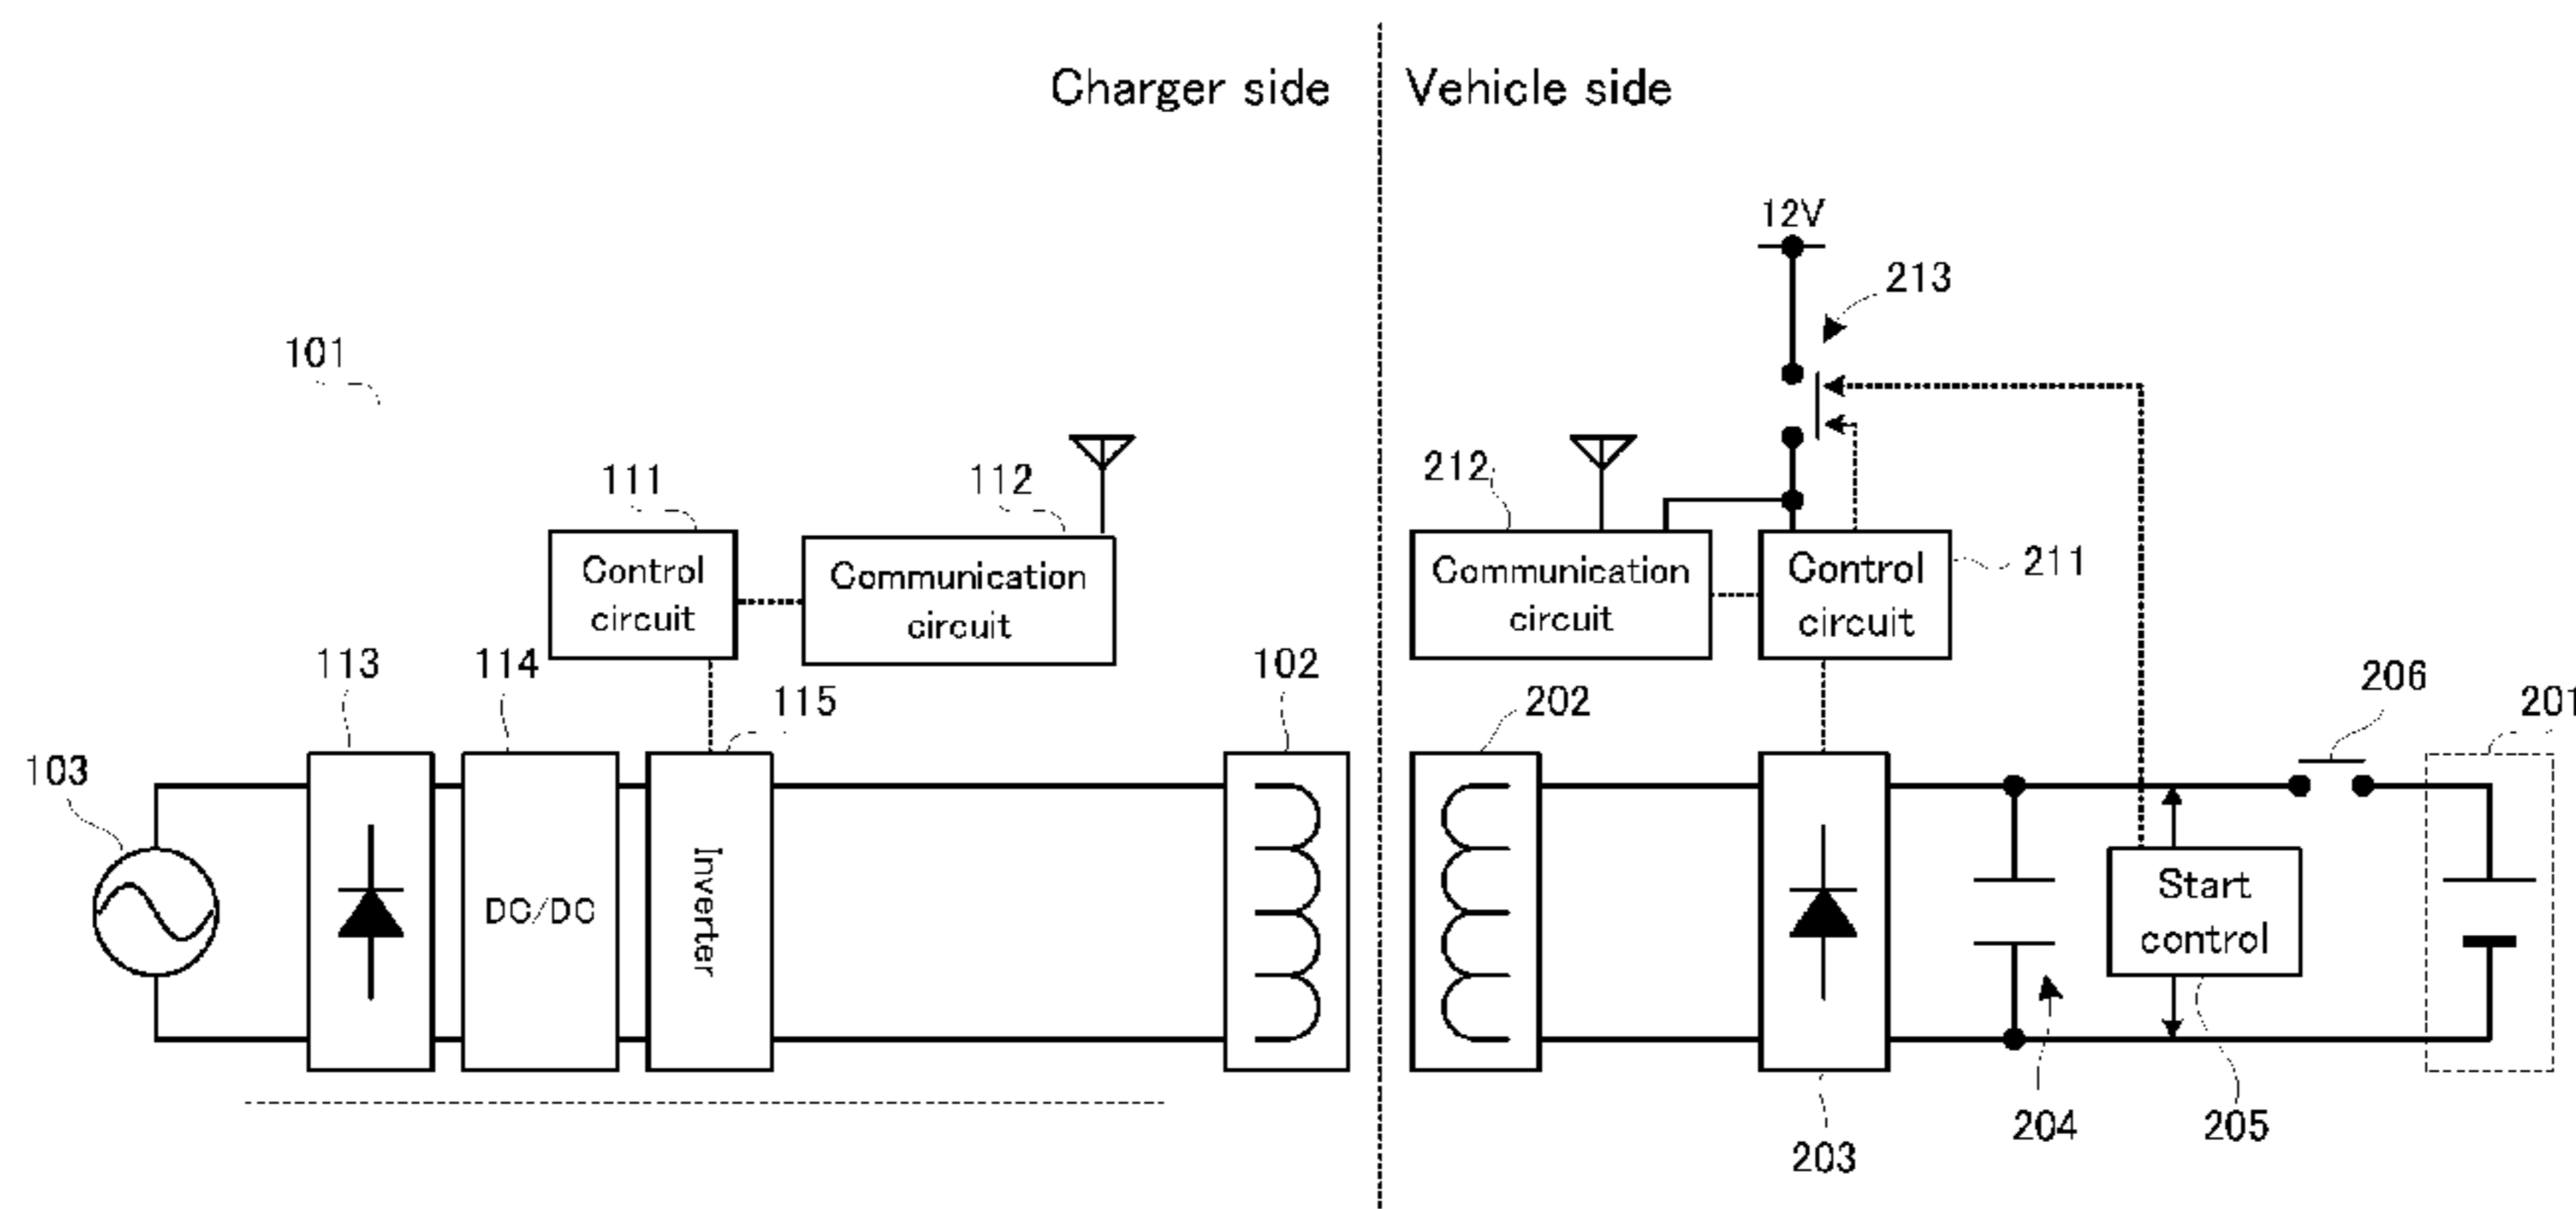 Charger side
Vehicle side
12V
213
101
111
112
212
Control
circuit
Communication
circuit
Communication
circuit
Control
circuit
211
113
114
115
102
202
206
201
103
DC/DC
Inverter
Start
control
204
205
203